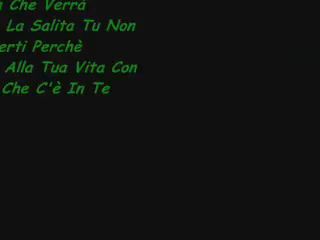 Che Verrà
La Salita Tu Non
Perchè
Alla Tua Vita Con
Che C'è In Te